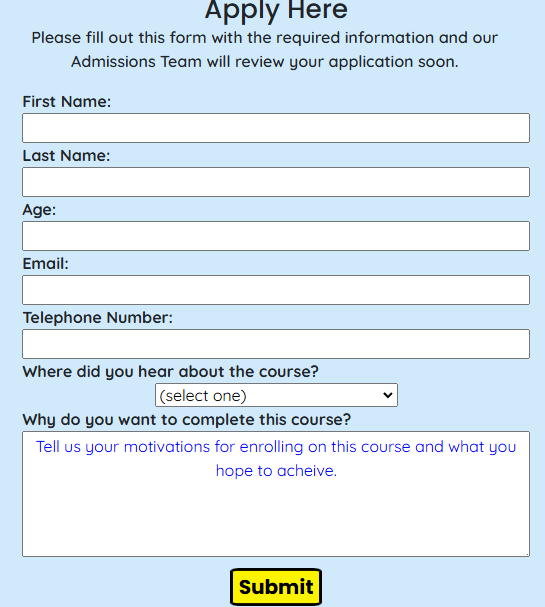 Apply Here
Please fill out this form with the required information and our
Admissions Team will review your application soon.
First Name:
Last Name:
Age:
Email:
Telephone Number:
Where did you hear about the course?
(select one)
Why do you want to complete this course?
Tell us your motivations for enrolling on this course and what you
hope to acheive.
Submit